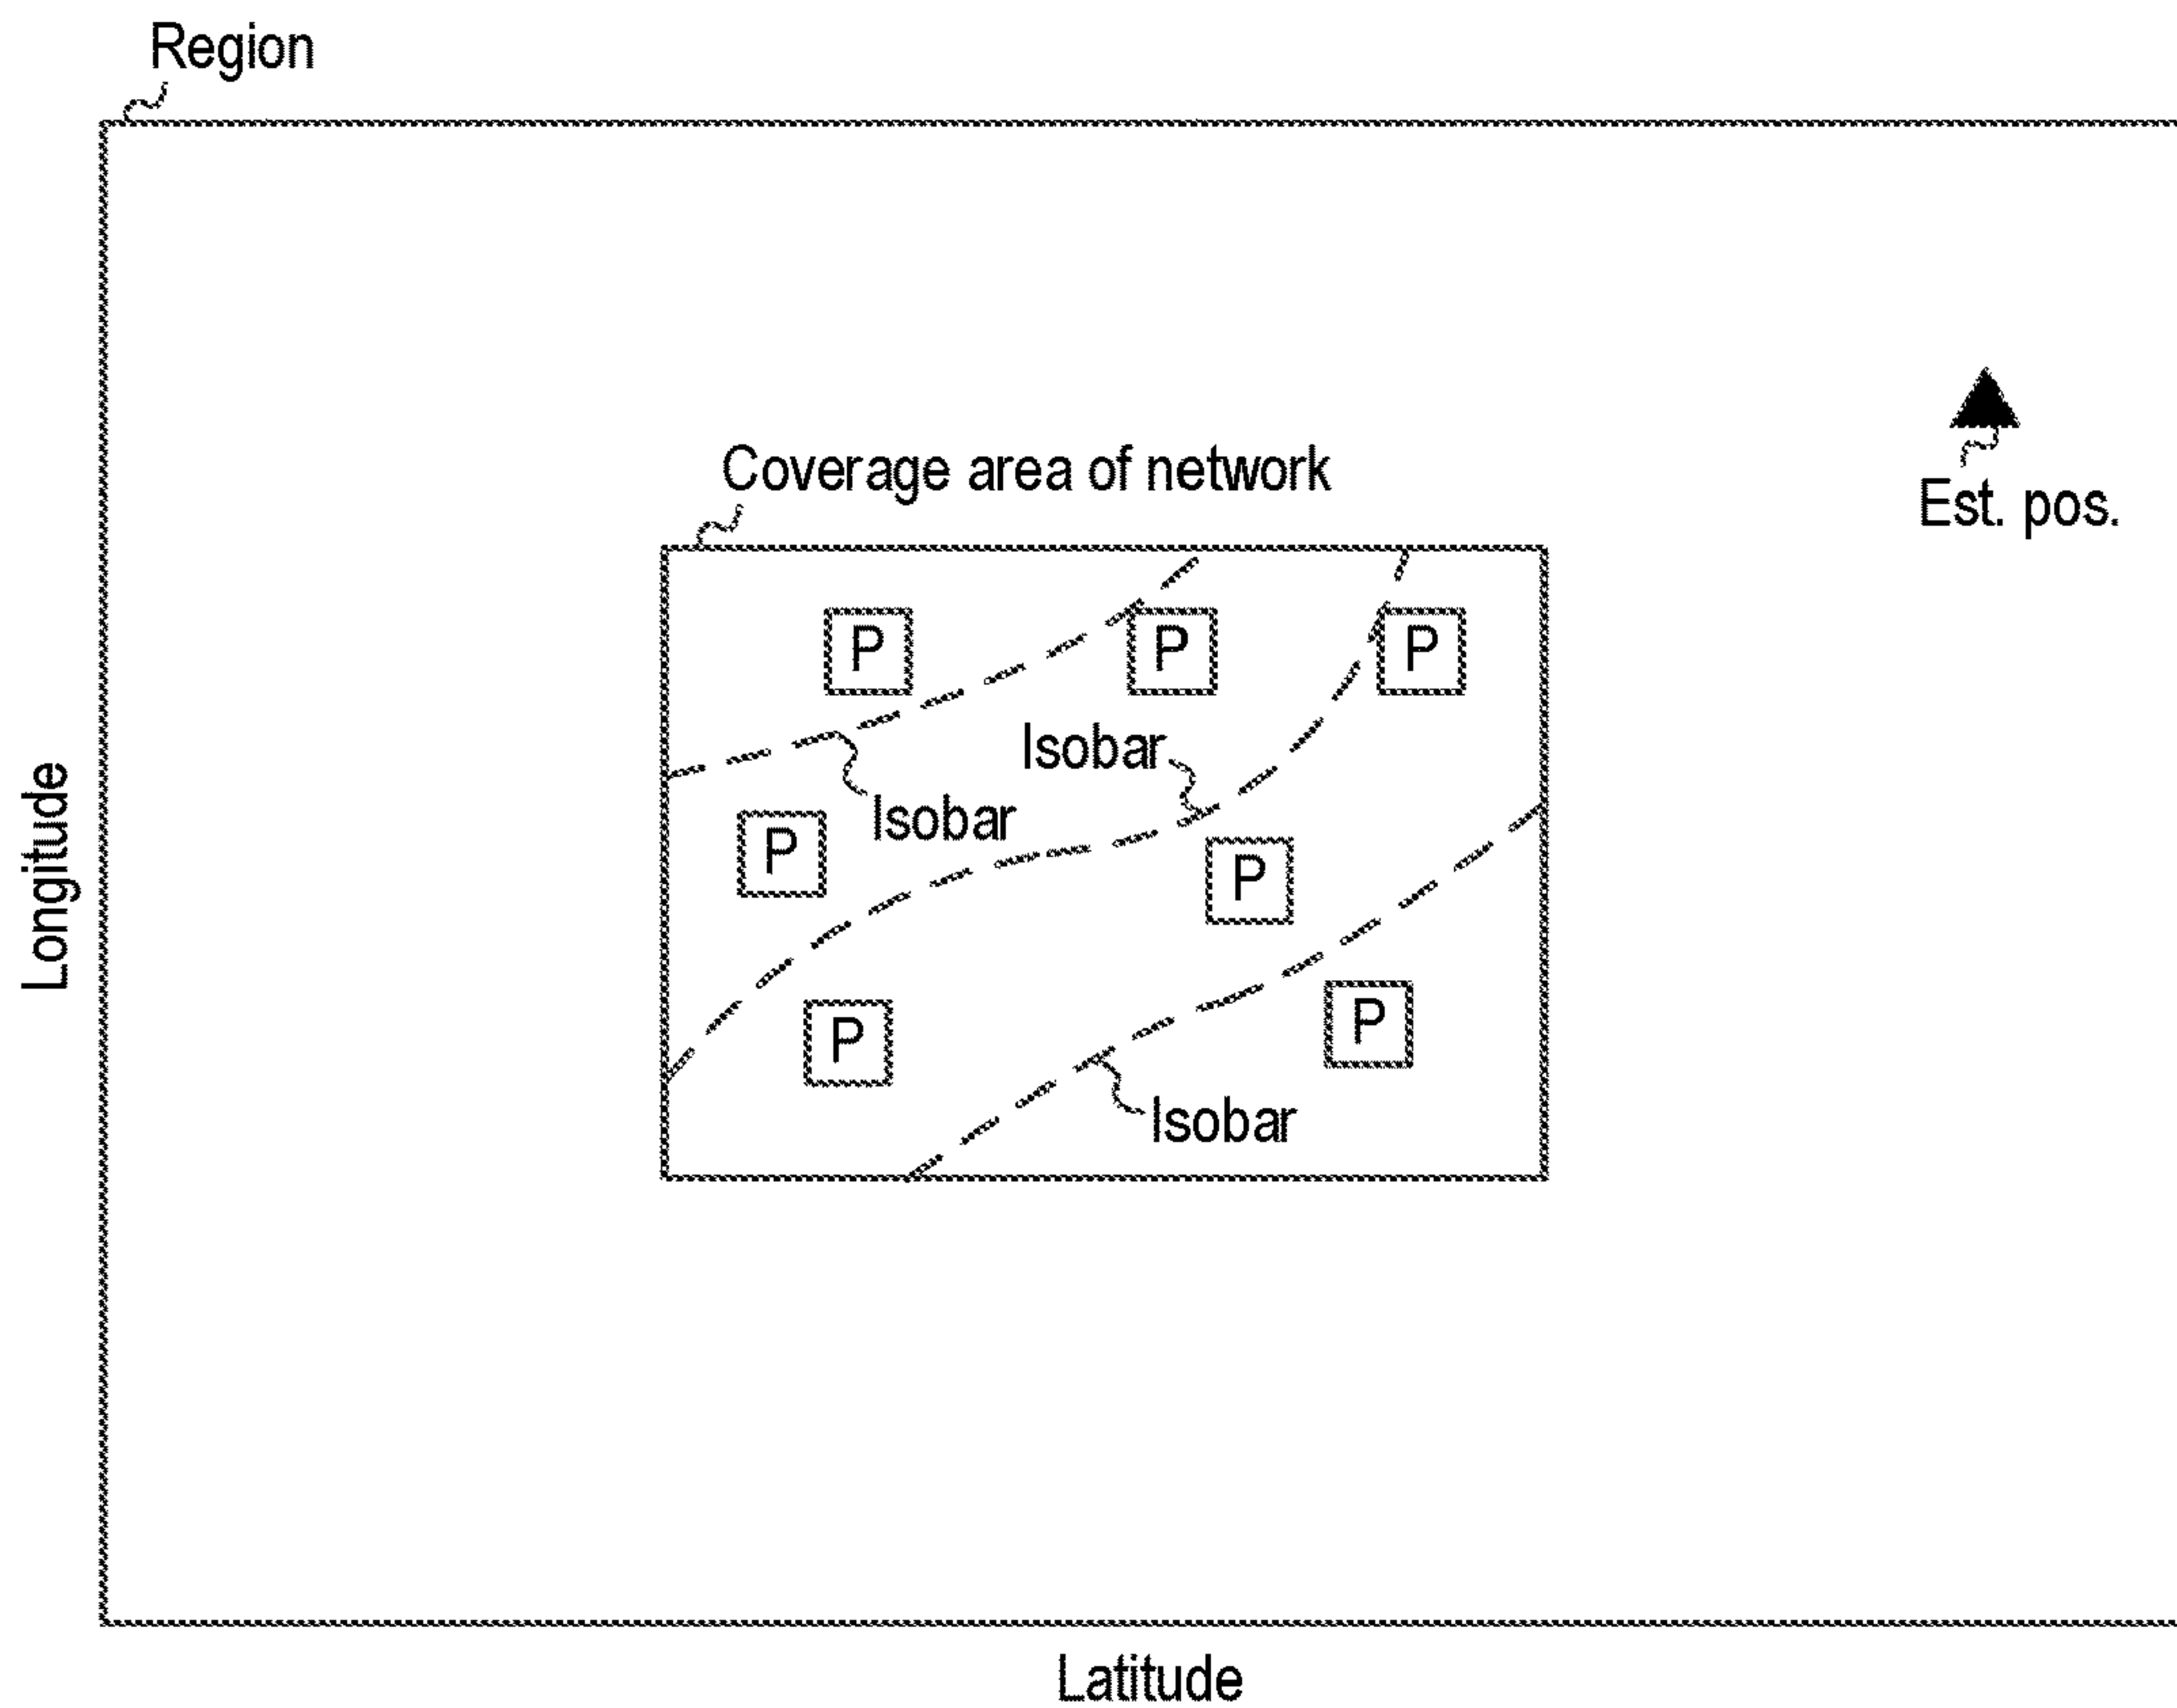 Region
Coverage area of network
Est. pos.
P
P
P
Isobar
Isobar
P
P
P
P
Isobar
Longitude
Latitude